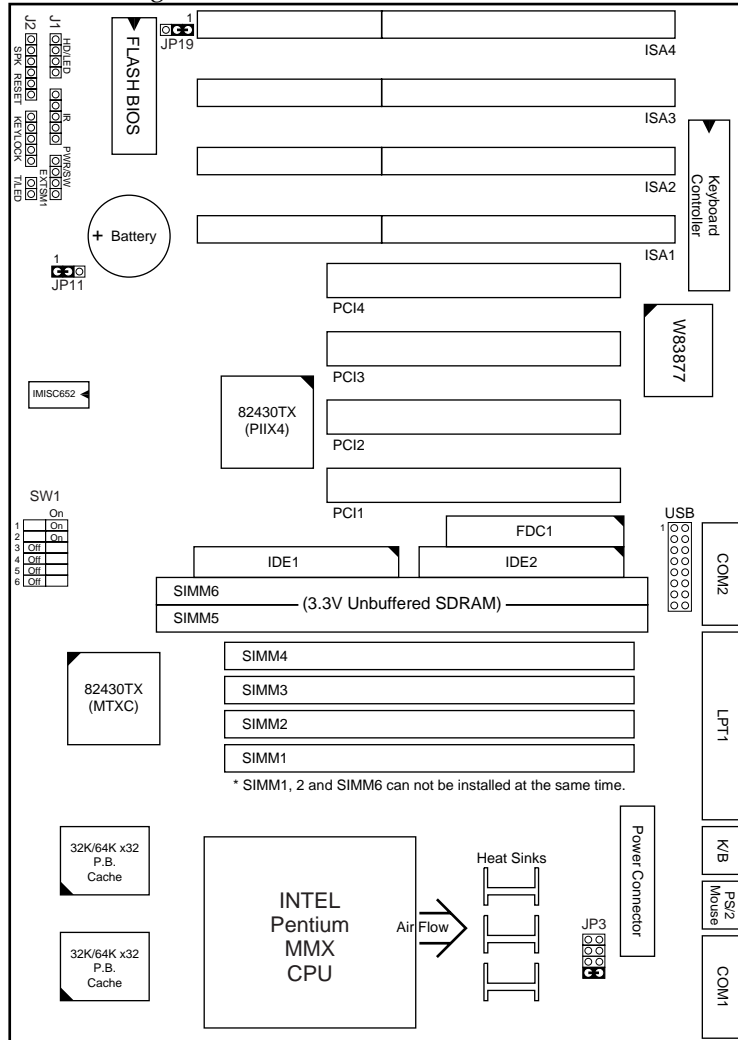 J2
J1
SPK
RESET
KEYLOCK
T/LED
HD/LED
IR
PWR/SW
EXTSM1
FLASH BIOS
1
JP19
ISA4
ISA3
ISA2
ISA1
Keyboard
Controller
+ Battery
1
JP11
PCI4
PCI3
PCI2
PCI1
W83877
IMISC652
82430TX
(PIIX4)
SW1
On
1 On
2 On
3 Off
4 Off
5 Off
6 Off
FDC1
IDE1
IDE2
USB
1
COM2
SIMM6
(3.3V Unbuffered SDRAM)
SIMM5
SIMM4
SIMM3
SIMM2
SIMM1
* SIMM1, 2 and SIMM6 can not be installed at the same time.
82430TX
(MTXC)
LPT1
32K/64K x32
P.B.
Cache
32K/64K x32
P.B.
Cache
INTEL
Pentium
MMX
CPU
Air Flow
Heat Sinks
Power Connector
JP3
K/B
PS/2
Mouse
COM1